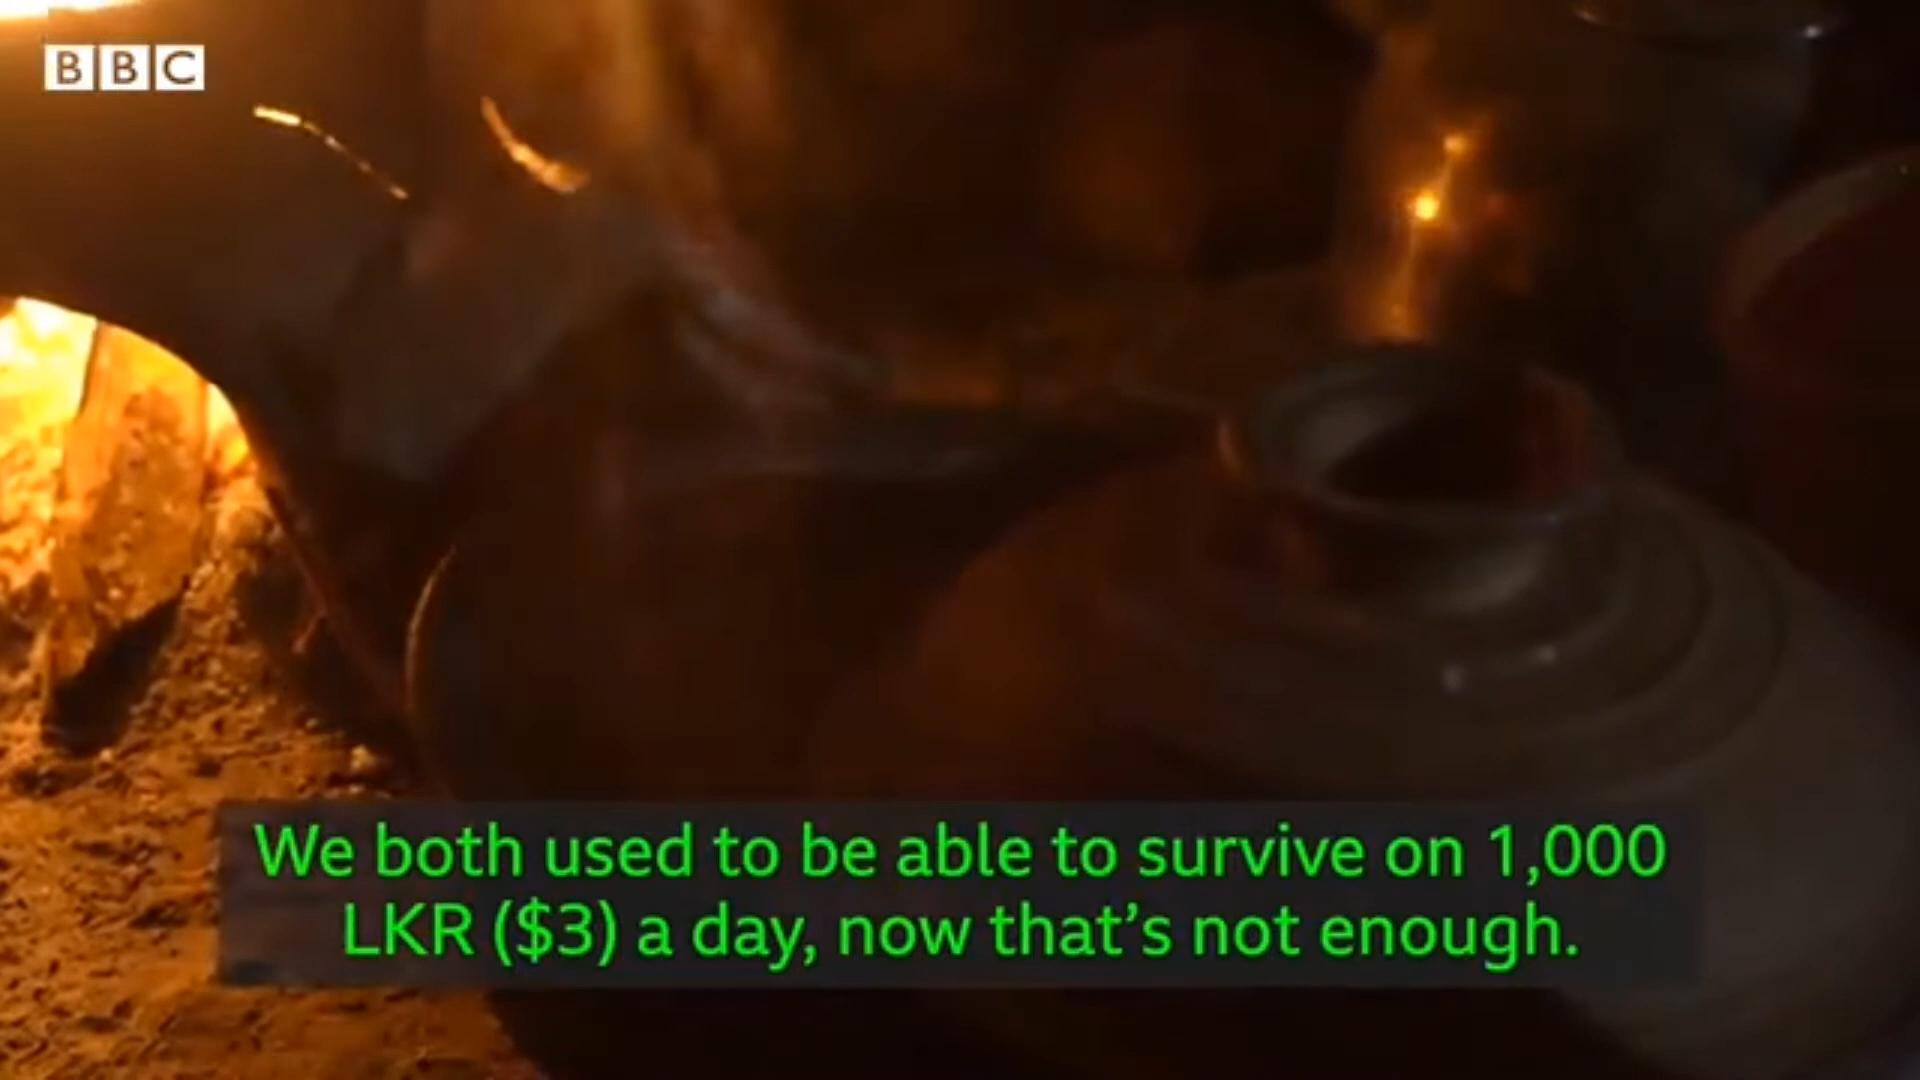 BBC
We both used to be able to survive on 1,000
LKR ($3) a day, now that's not enough.